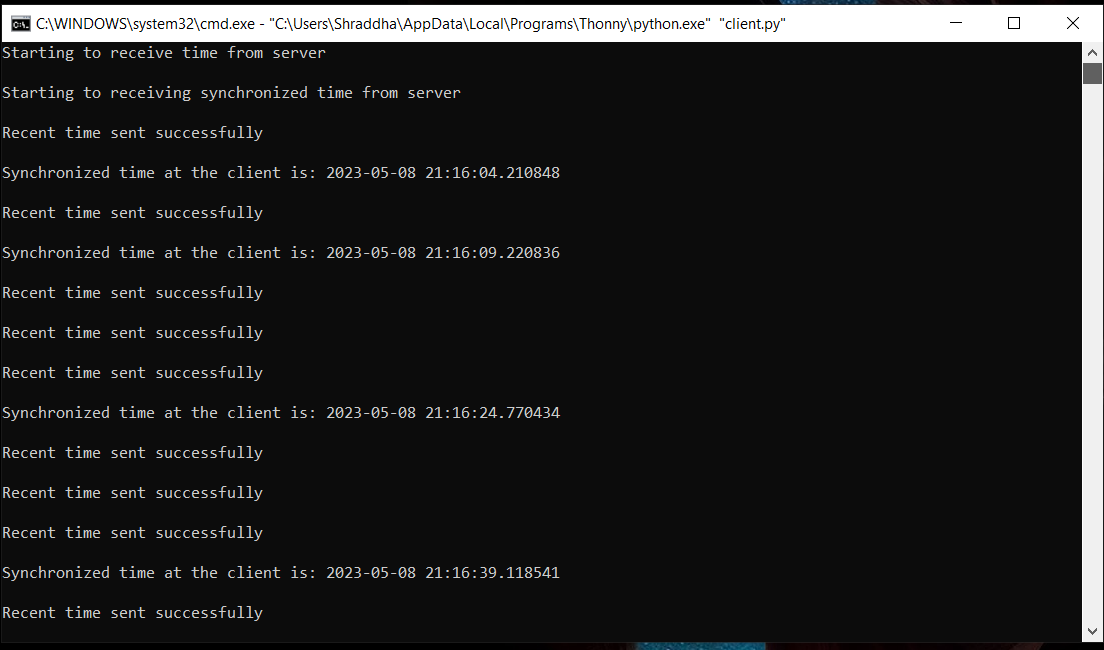 C:\WINDOWS\system32\cmd.exe - "C:\Users\Shraddha\AppData\Local\Programs\Thonny\python.exe" "client.py"
Starting to receive time from server
Starting to receiving synchronized time from server
Recent time sent successfully
Synchronized time at the client is: 2023-05-08 21:16:04.210848
Recent time sent successfully
Synchronized time at the client is: 2023-05-08 21:16:09.220836
Recent time sent successfully
Recent time sent successfully
Recent time sent successfully
Synchronized time at the client is: 2023-05-08 21:16:24.770434
Recent time sent successfully
Recent time sent successfully
Recent time sent successfully
Synchronized time at the client is: 2023-05-08 21:16:39.118541
Recent time sent successfully